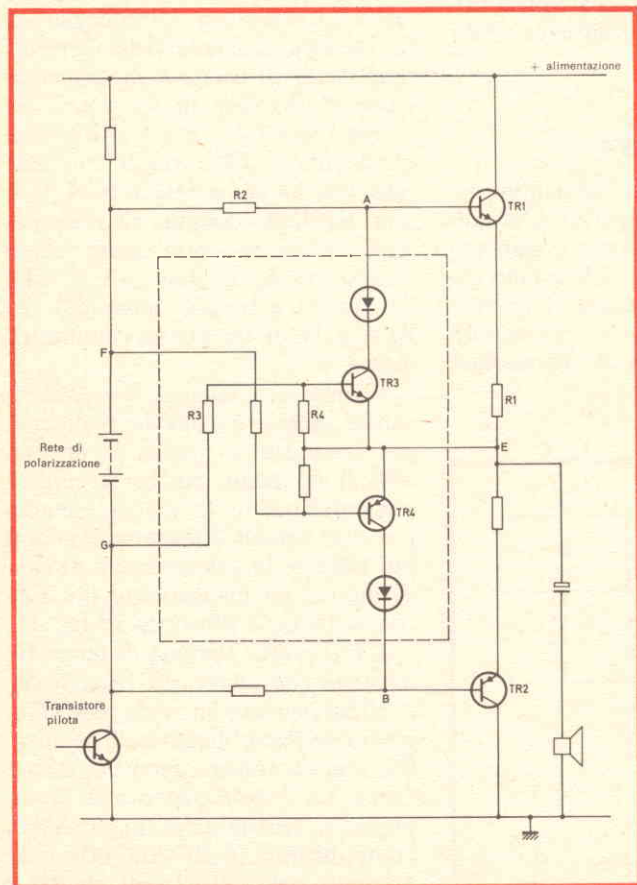 + alimentazione
R2
A
TR1
F
R3
R4
TR3
R1
E
Rete di
polarizzazione
TR4
G
B
TR2
Transistore
pilota